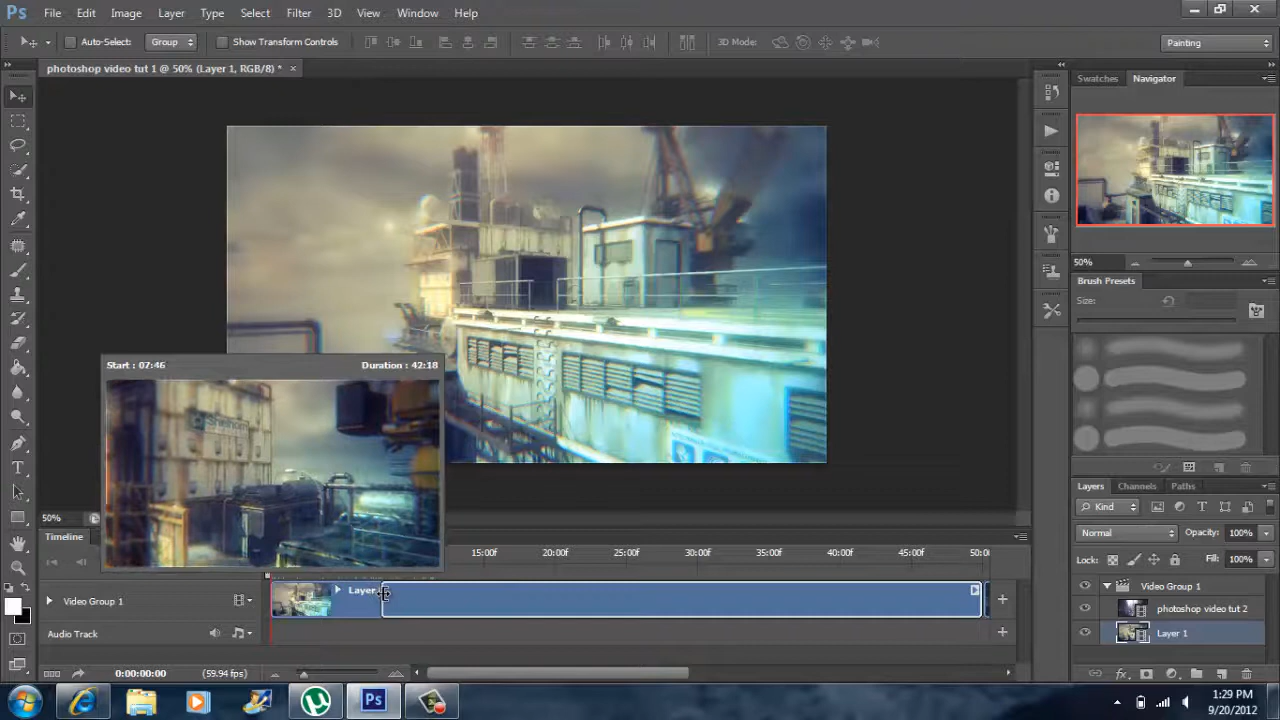 Ps File Edit Image Layer Type Select Filter 3D View Window Help
Auto-Select: Group Show Transform Controls 3D Mode: Painting
photoshop video tut 1 @ 50% (Layer 1, RGB/8) * ×
Swatches Navigator
50%
Brush Presets
Size:
Start : 07:46 Duration : 42:18
Layers Channels Paths
Kind
50%
Normal Opacity: 100%
Timeline
15:00f 20:00f 25:00f 30:00f 35:00f 40:00f 45:00f 50:0
Lock: Fill: 100%
Video Group 1
Layer
Video Group 1
photoshop video tut 2
Audio Track
Layer 1
0:00:00:00 (59.94 fps)
Ps
1:29 PM
9/20/2012